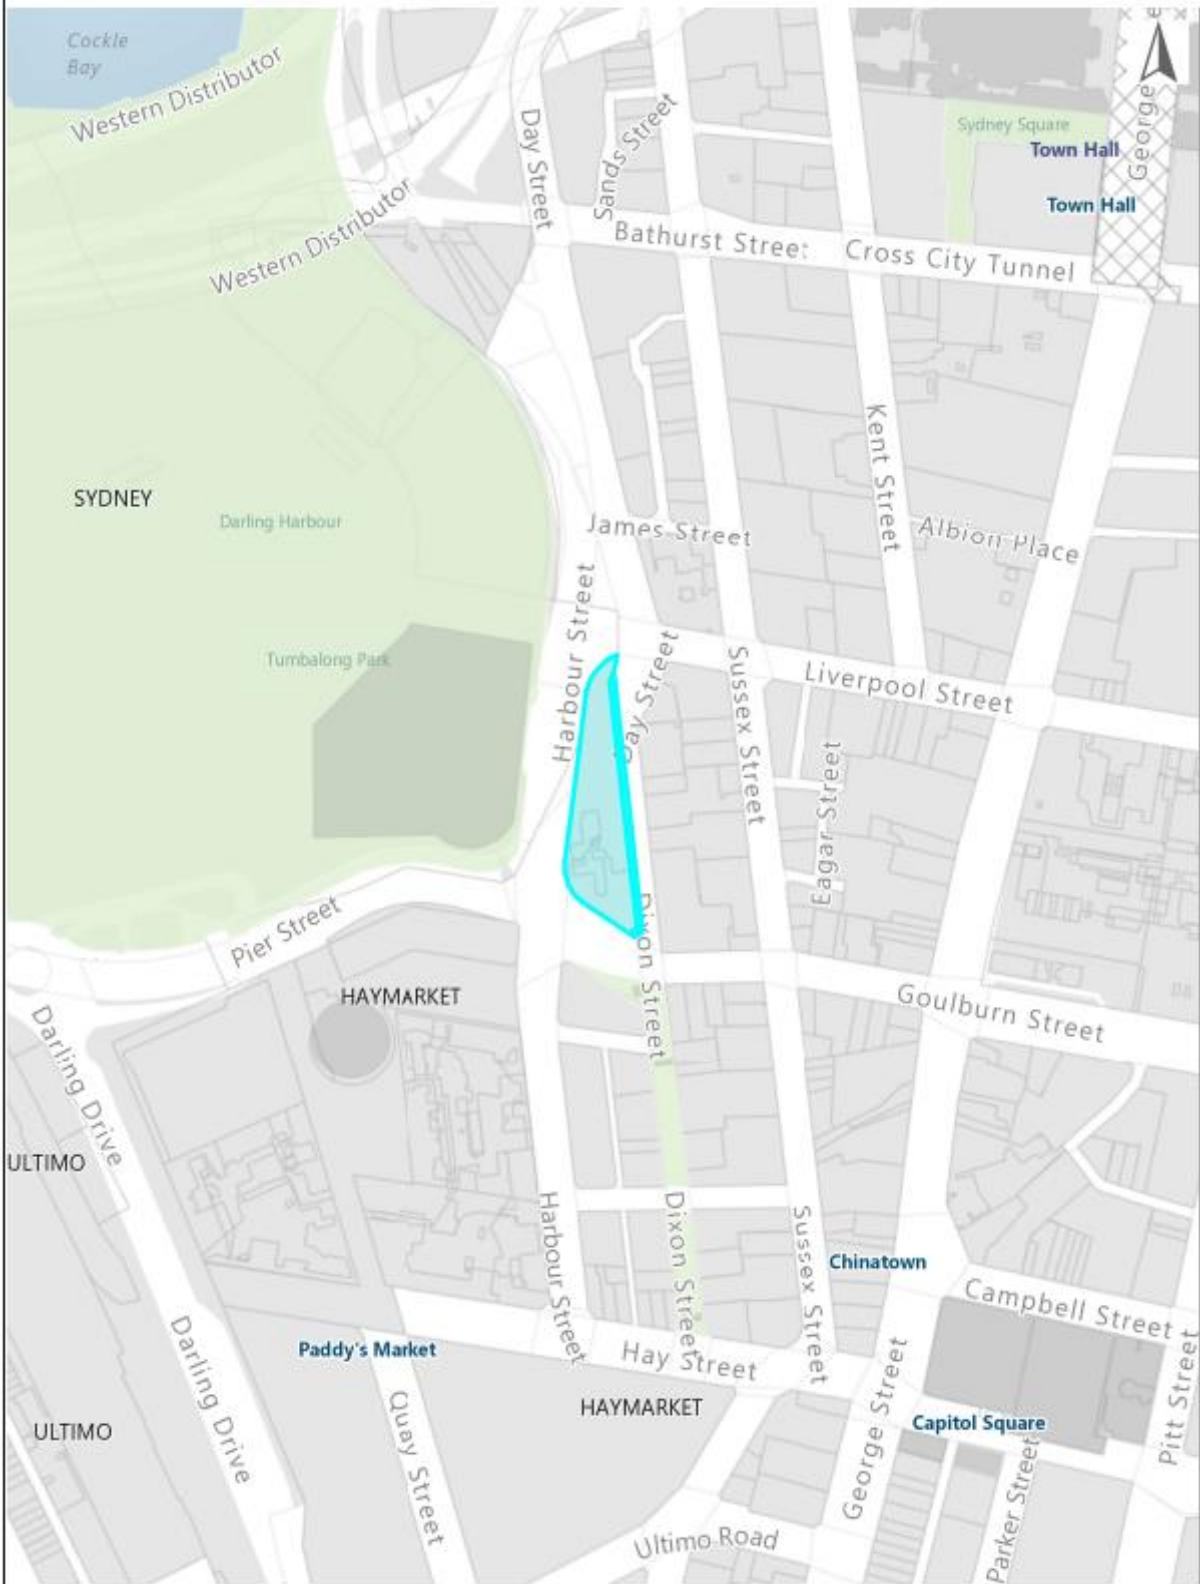 Cockle
Bay
Western Distributor
Day Street
Sands Street
George
Sydney Square
Town Hall
Town Hall
Western Distributor
Bathurst Street
Cross City Tunnel
Kent Street
SYDNEY
Darling Harbour
James Street
Albion Place
Harbour Street
Tumbalong Park
Day Street
Sussex Street
Liverpool Street
Eagar Street
Pier Street
Dixon Street
HAYMARKET
Goulburn Street
Darling Drive
ULTIMO
Harbour Street
Dixon Street
Sussex Street
Chinatown
Campbell Street
Paddy's Market
Hay Street
Darling Drive
Quay Street
HAYMARKET
George Street
Capitol Square
Pitt Street
ULTIMO
Parker Street
Ultimo Road